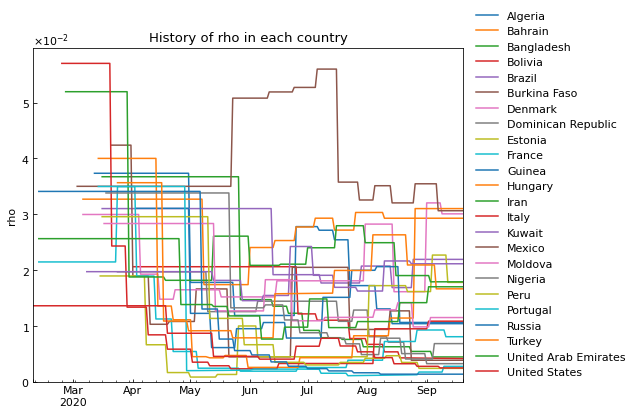 History of rho in each country
×10⁻²
5
4
3
2
1
0
rho
Mar
2020
Apr
May
Jun
Jul
Aug
Sep
Algeria
Bahrain
Bangladesh
Bolivia
Brazil
Burkina Faso
Denmark
Dominican Republic
Estonia
France
Guinea
Hungary
Iran
Italy
Kuwait
Mexico
Moldova
Nigeria
Peru
Portugal
Russia
Turkey
United Arab Emirates
United States